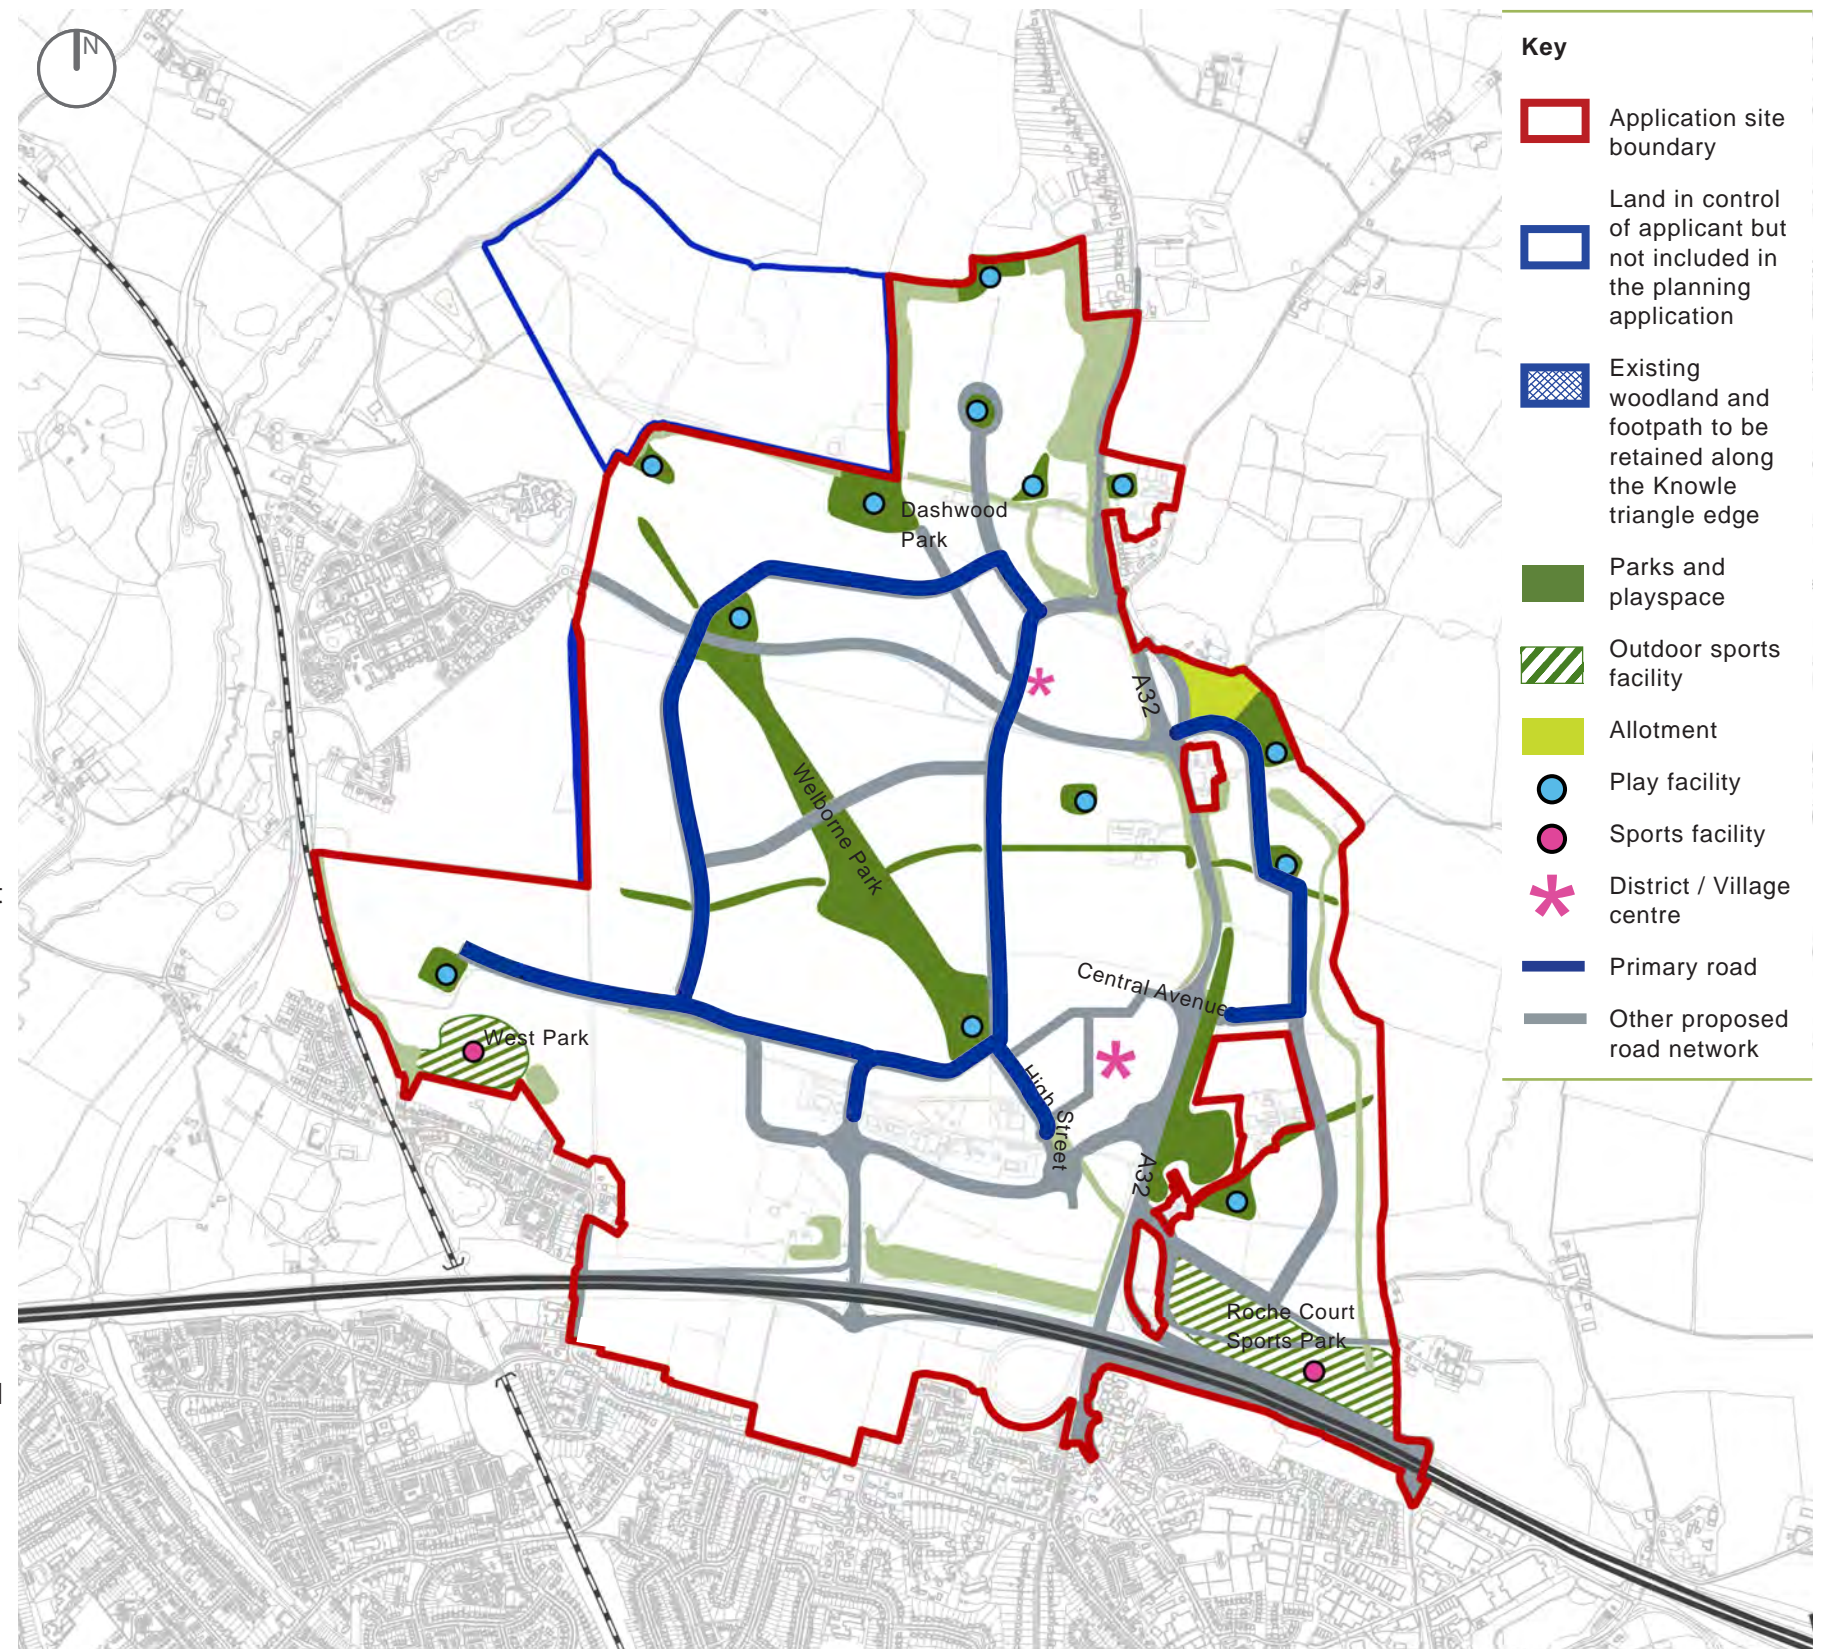 N
Key
Application site
boundary
Land in control
of applicant but
not included in
the planning
application
Existing
woodland and
footpath to be
retained along
the Knowle
triangle edge
Parks and
playspace
Outdoor sports
facility
Allotment
Play facility
Sports facility
District / Village
centre
Primary road
Other proposed
road network
Dashwood
Park
A32
Welborne Park
Central Avenue
West Park
High Street
A32
Roche Court
Sports Park